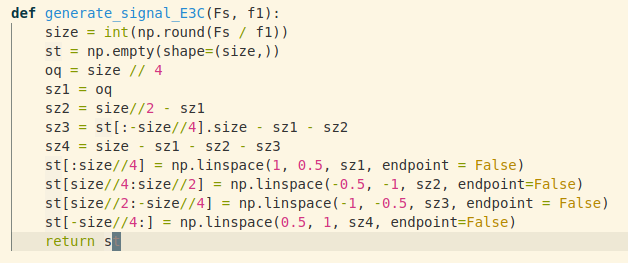 def generate_signal_E3C(Fs, f1):
    size = int(np.round(Fs / f1))
    st = np.empty(shape=(size,))
    oq = size // 4
    sz1 = oq
    sz2 = size//2 - sz1
    sz3 = st[:-size//4].size - sz1 - sz2
    sz4 = size - sz1 - sz2 - sz3
    st[:size//4] = np.linspace(1, 0.5, sz1, endpoint = False)
    st[size//4:size//2] = np.linspace(-0.5, -1, sz2, endpoint=False)
    st[size//2:-size//4] = np.linspace(-1, -0.5, sz3, endpoint = False)
    st[-size//4:] = np.linspace(0.5, 1, sz4, endpoint=False)
    return st